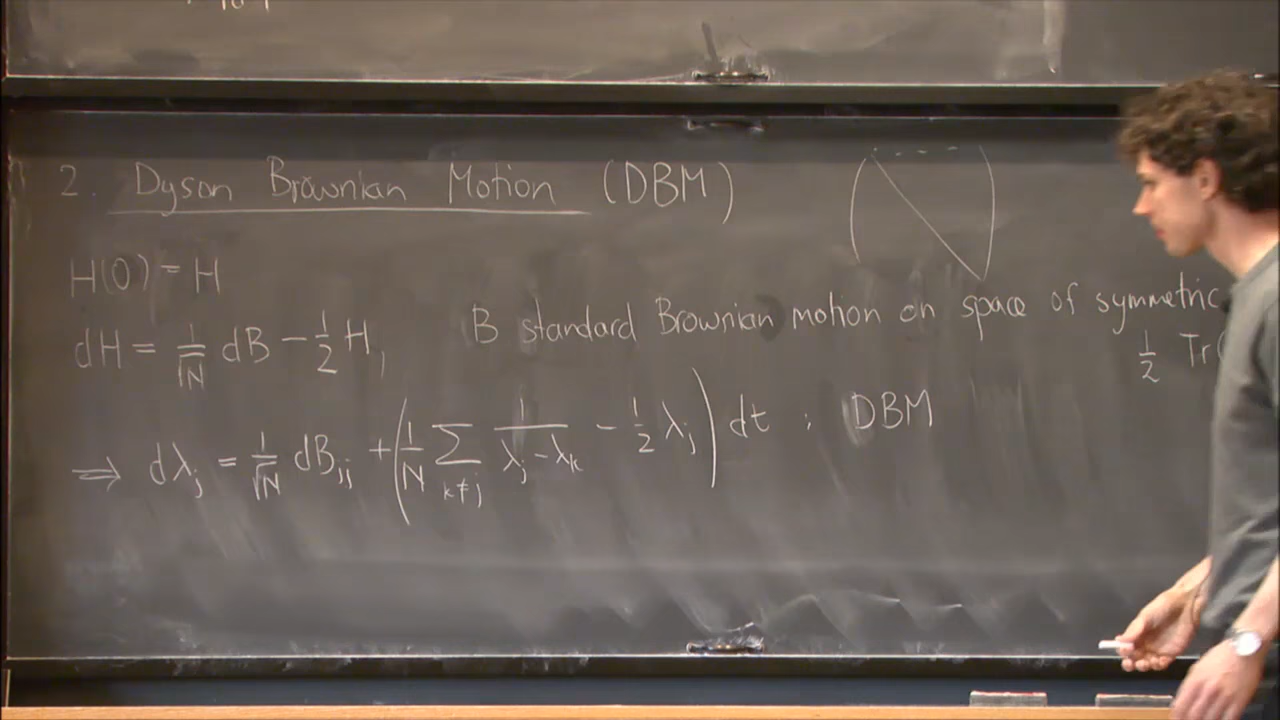 2. Dyson Brownian Motion (DBM)
H(0) = H
dH = 1/√N dB - 1/2 H, B standard Brownian motion on space of symmetric
1/2 Tr(
⇒ dλ_j = 1/√N dB_jj + (1/N ∑_{k≠j} 1/(λ_j - λ_k) - 1/2 λ_j) dt ; DBM